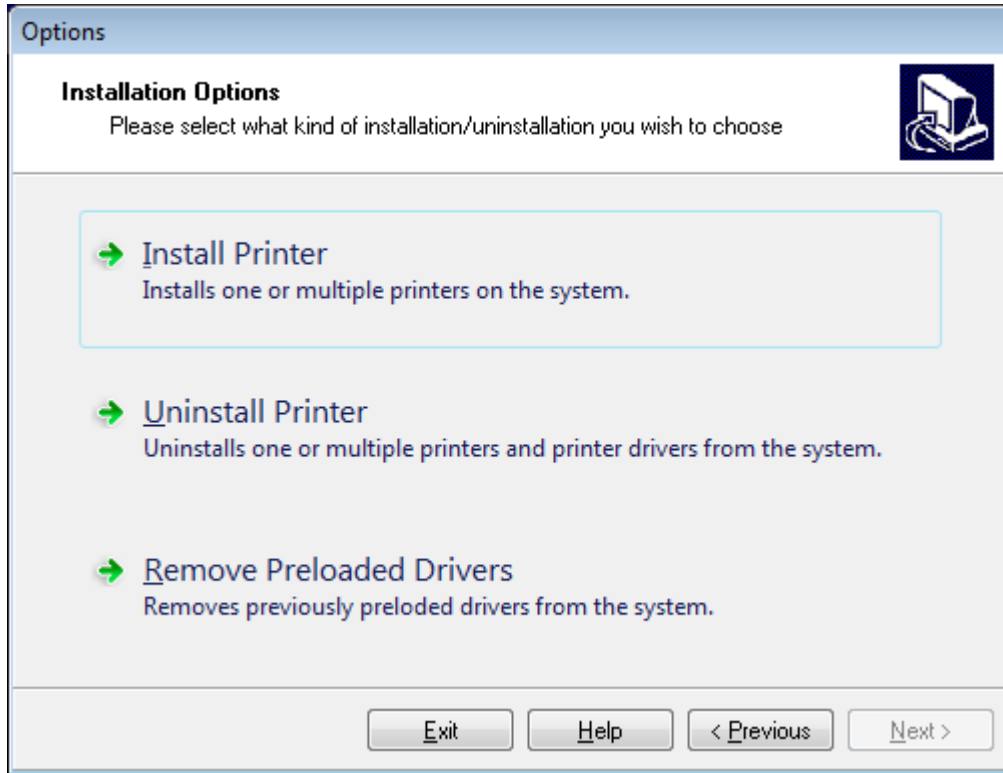 Options
Installation Options
Please select what kind of installation/uninstallation you wish to choose
Install Printer
Installs one or multiple printers on the system.
Uninstall Printer
Uninstalls one or multiple printers and printer drivers from the system.
Remove Preloaded Drivers
Removes previously preloded drivers from the system.
Exit Help < Previous Next >